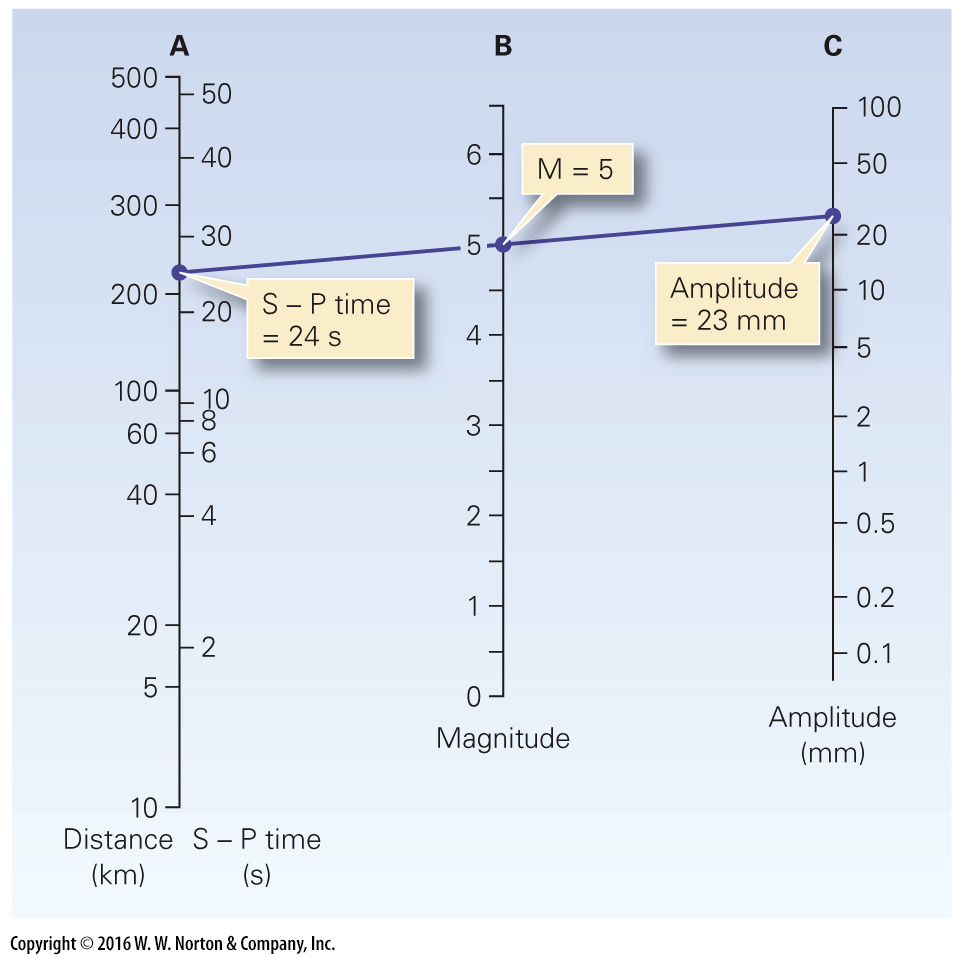 A B C
500
400
300
200
100
60
40
20
5
10
50
40
30
20
10
8
6
4
2
Distance
(km)
S – P time
(s)
S – P time
= 24 s
6
5
4
3
2
1
0
Magnitude
M = 5
100
50
20
10
5
2
1
0.5
0.2
0.1
Amplitude
(mm)
Amplitude
= 23 mm
Copyright © 2016 W. W. Norton & Company, Inc.